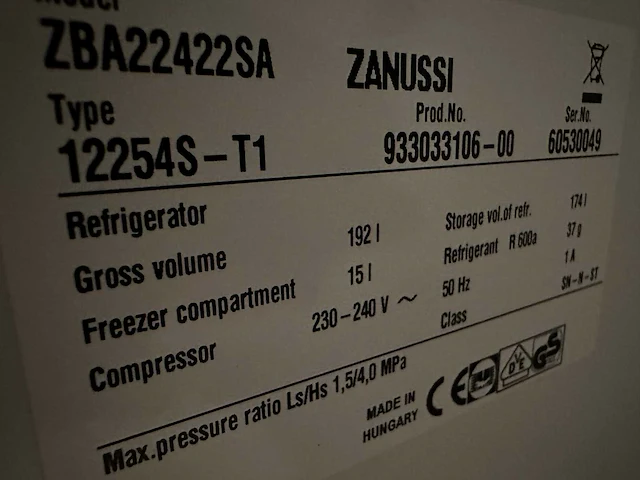 Model
ZBA22422SA
ZANUSSI
Type
12254S-T1
Prod.No.
933033106-00
Ser.No.
60530049
Refrigerator
Gross volume 192 l
Storage vol.of refr. 174 l
Freezer compartment 15 l
Refrigerant R 600a 37g
Compressor 230-240 V ~
50 Hz 1 A
Class SN-N-ST
Max.pressure ratio Ls/Hs 1,5/4,0 MPa
MADE IN
HUNGARY
CE
D E
GS